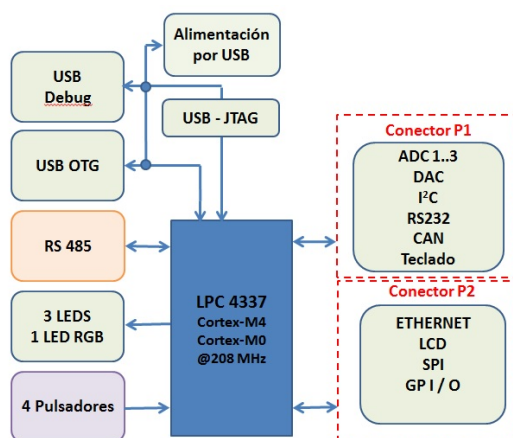 Alimentación
por USB
USB
Debug
USB - JTAG
USB OTG
RS 485
3 LEDS
1 LED RGB
4 Pulsadores
LPC 4337
Cortex-M4
Cortex-M0
@208 MHz
Conector P1
ADC 1..3
DAC
I²C
RS232
CAN
Teclado
Conector P2
ETHERNET
LCD
SPI
GP I / O